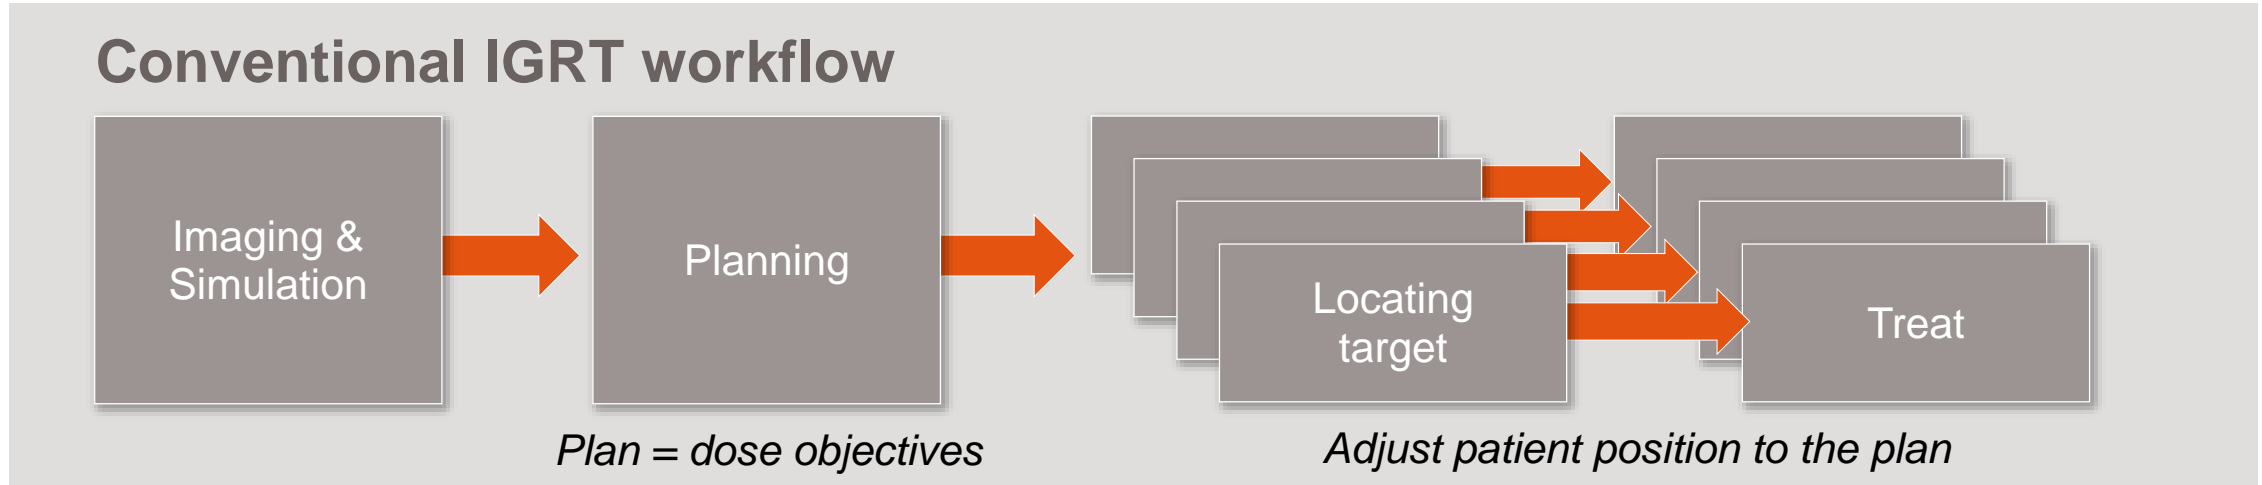 Conventional IGRT workflow
Imaging &
Simulation
Planning
Locating
target
Treat
Plan = dose objectives
Adjust patient position to the plan